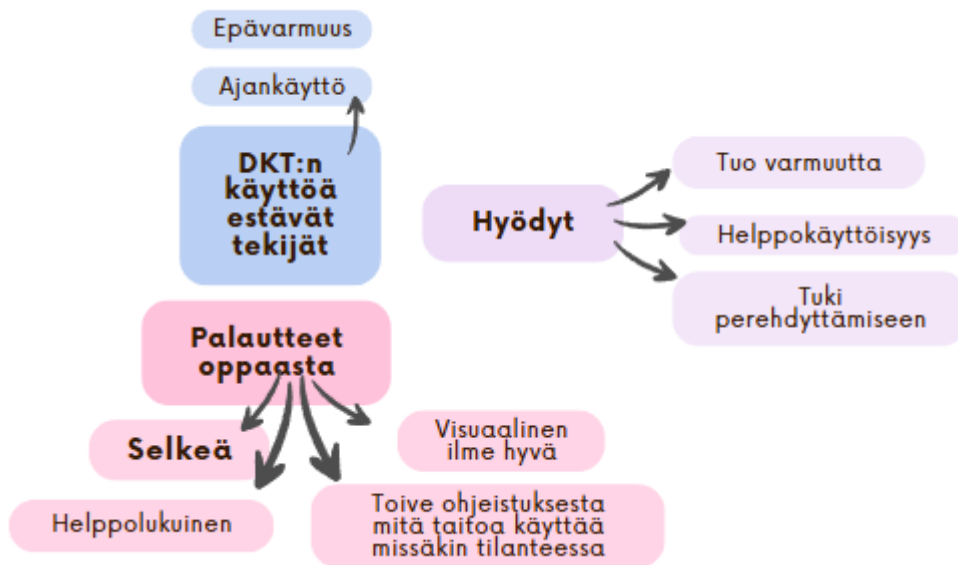 Epävarmuus
Ajankäyttö
DKT:n
käyttöä
estävät
tekijät
Hyödyt
Tuo varmuutta
Helppokäyttöisyys
Tuki
perehdyttämiseen
Palautteet
oppaasta
Selkeä
Visuaalinen
ilme hyvä
Helppolukuinen
Toive ohjeistuksesta
mitä taitoa käyttää
missäkin tilanteessa